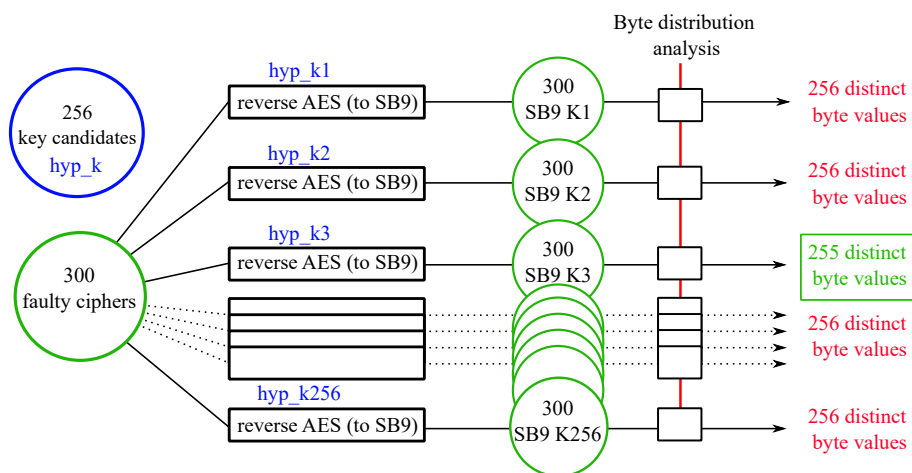 Byte distribution
analysis
256
key candidates
hyp_k
hyp_k1
reverse AES (to SB9)
300
SB9 K1
256 distinct
byte values
hyp_k2
reverse AES (to SB9)
300
SB9 K2
256 distinct
byte values
300
faulty ciphers
hyp_k3
reverse AES (to SB9)
300
SB9 K3
255 distinct
byte values
256 distinct
byte values
hyp_k256
reverse AES (to SB9)
300
SB9 K256
256 distinct
byte values